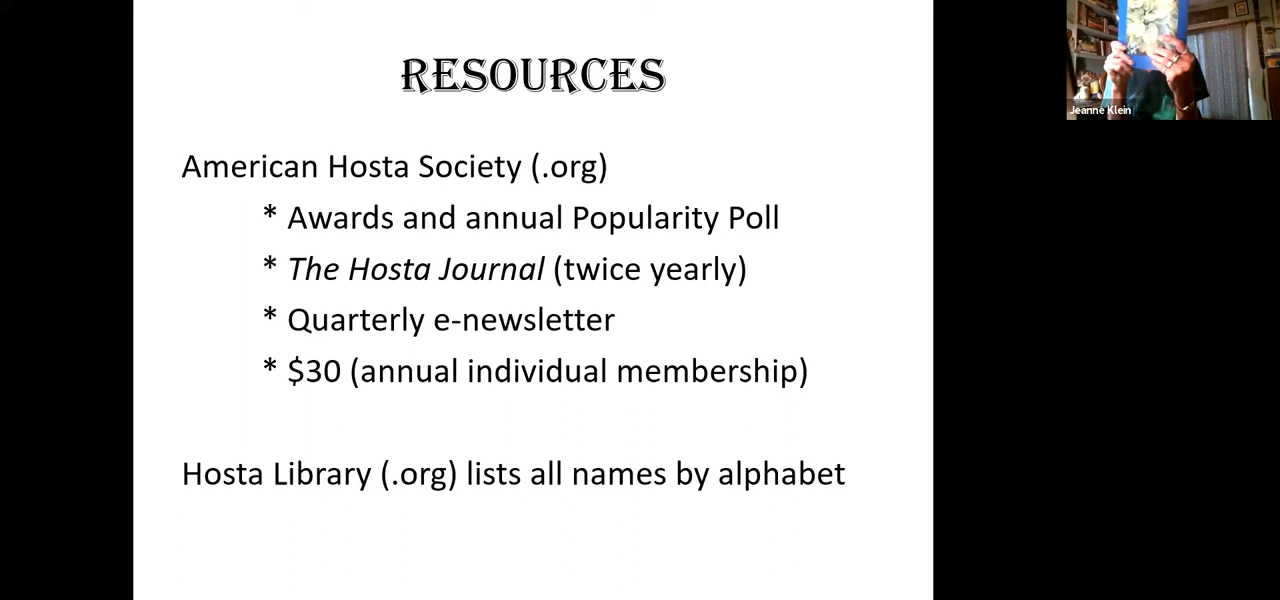 RESOURCES
American Hosta Society (.org)
* Awards and annual Popularity Poll
* The Hosta Journal (twice yearly)
* Quarterly e-newsletter
* $30 (annual individual membership)
Hosta Library (.org) lists all names by alphabet
Jeanne Klein